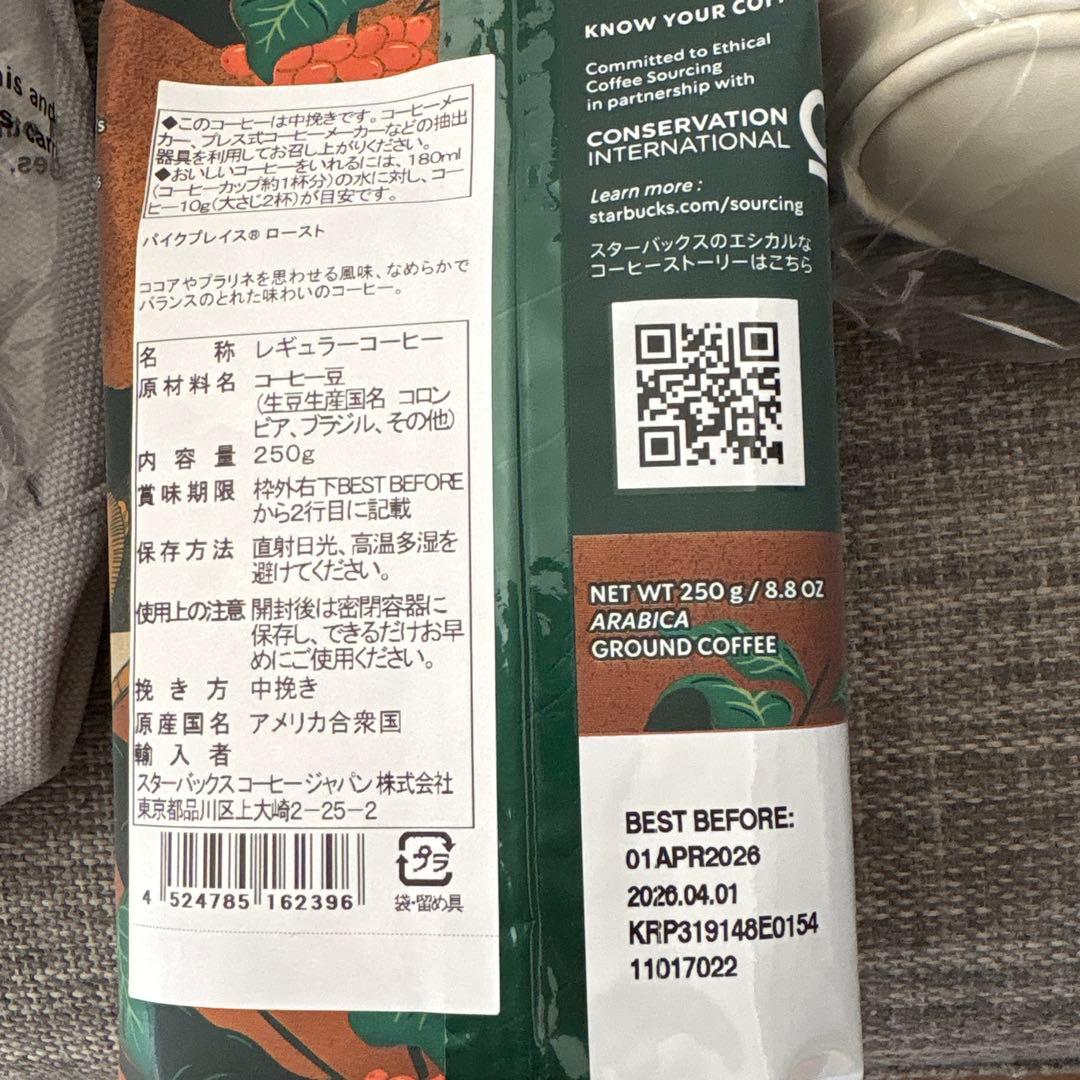 ◆このコーヒーは中挽きです。コーヒーメー
カー、プレス式コーヒーメーカーなどの抽出
器具を利用してお召し上がりください。
◆おいしいコーヒーをいれるには、180ml
(コーヒーカップ約1杯分)の水に対し、コー
ヒー10g(大さじ2杯)が目安です。
パイクプレイス® ロースト
ココアやプラリネを思わせる風味、なめらかで
バランスのとれた味わいのコーヒー。
名 称 レギュラーコーヒー
原材料名 コーヒー豆
(生豆生産国名 コロン
ビア、ブラジル、その他)
内容量 250g
賞味期限 枠外右下BEST BEFORE
から2行目に記載
保存方法 直射日光、高温多湿を
避けてください。
使用上の注意 開封後は密閉容器に
保存し、できるだけお早
めにご使用ください。
挽き方 中挽き
原産国名 アメリカ合衆国
輸入者
スターバックス コーヒー ジャパン 株式会社
東京都品川区上大崎2-25-2
4 524785 162396
プラ
袋・留め具
KNOW YOUR
Committed to Ethical
Coffee Sourcing
in partnership with
CONSERVATION
INTERNATIONAL
Learn more :
starbucks.com/sourcing
スターバックスのエシカルな
コーヒーストーリーはこちら
NET WT 250 g / 8.8 OZ
ARABICA
GROUND COFFEE
BEST BEFORE:
01APR2026
2026.04.01
KRP319148E0154
11017022